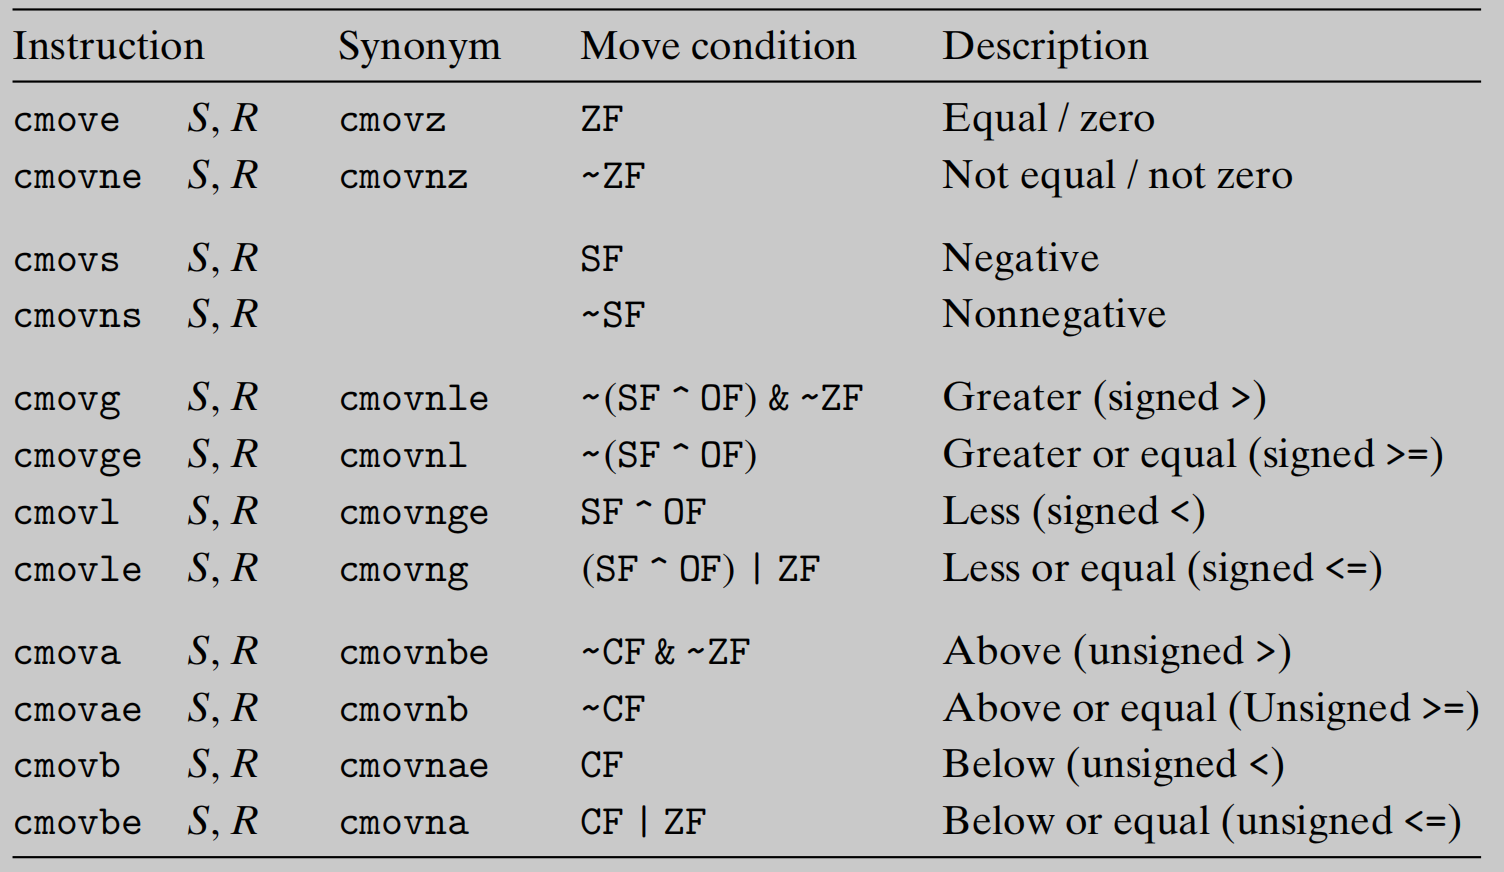 Instruction Synonym Move condition Description
cmove S, R cmovz ZF Equal / zero
cmovne S, R cmovnz ~ZF Not equal / not zero
cmovs S, R SF Negative
cmovns S, R ~SF Nonnegative
cmovg S, R cmovnle ~(SF ^ OF) & ~ZF Greater (signed >)
cmovge S, R cmovnl ~(SF ^ OF) Greater or equal (signed >=)
cmovl S, R cmovnge SF ^ OF Less (signed <)
cmovle S, R cmovng (SF ^ OF) | ZF Less or equal (signed <=)
cmova S, R cmovnbe ~CF & ~ZF Above (unsigned >)
cmovae S, R cmovnb ~CF Above or equal (Unsigned >=)
cmovb S, R cmovnae CF Below (unsigned <)
cmovbe S, R cmovna CF | ZF Below or equal (unsigned <=)